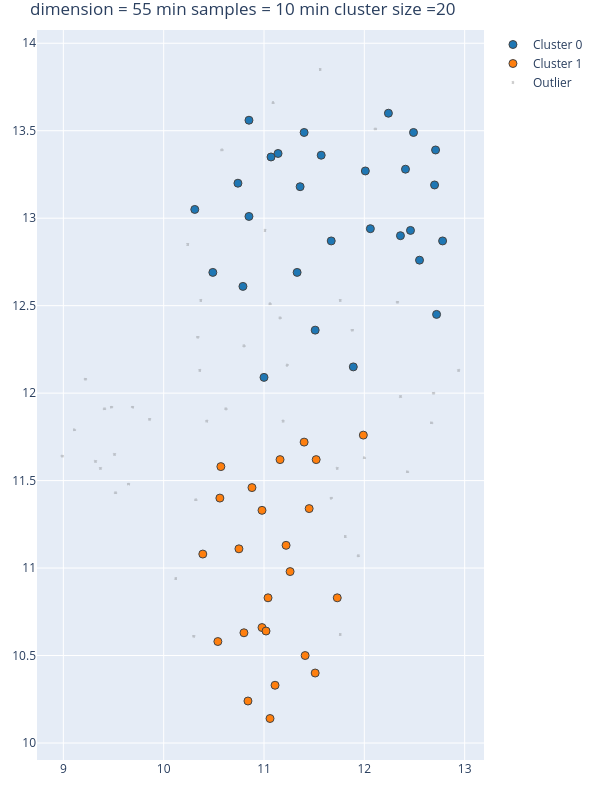 dimension = 55 min samples = 10 min cluster size =20
Cluster 0
Cluster 1
Outlier
14
13.5
13
12.5
12
11.5
11
10.5
10
9 10 11 12 13